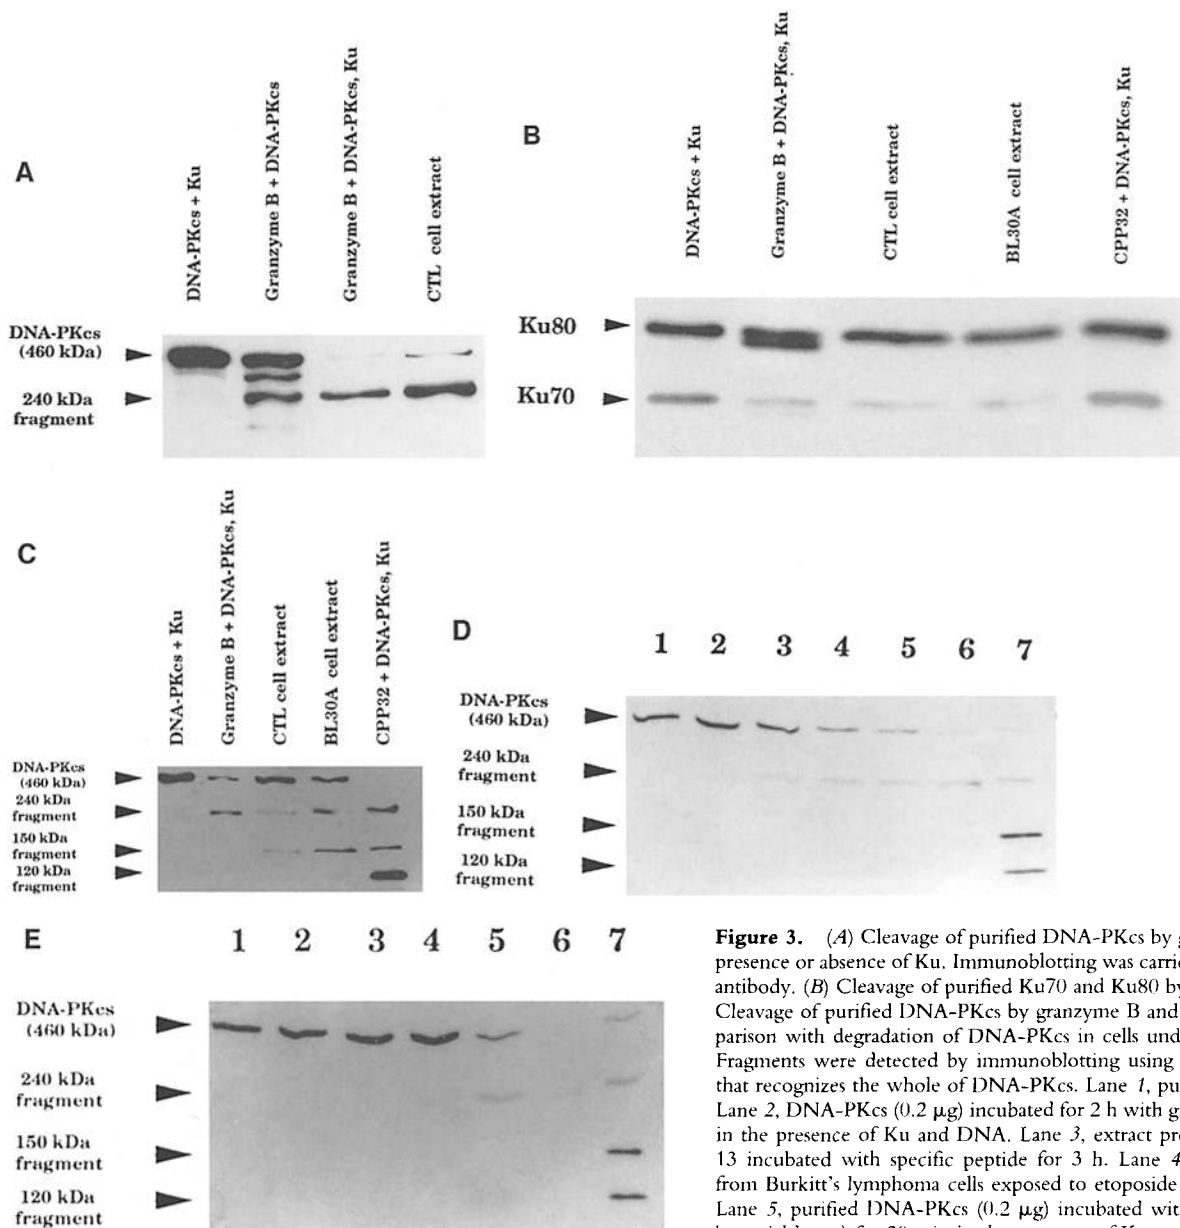 A
DNA-PKcs + Ku
Granzyme B + DNA-PKcs
Granzyme B + DNA-PKcs, Ku
CTL cell extract
DNA-PKcs
(460 kDa)
240 kDa
fragment
B
DNA-PKcs + Ku
Granzyme B + DNA-PKcs, Ku
CTL cell extract
BL30A cell extract
CPP32 + DNA-PKcs, Ku
Ku80
Ku70
C
DNA-PKcs + Ku
Granzyme B + DNA-PKcs, Ku
CTL cell extract
BL30A cell extract
CPP32 + DNA-PKcs, Ku
DNA-PKcs
(460 kDa)
240 kDa
fragment
150 kDa
fragment
120 kDa
fragment
D
1 2 3 4 5 6 7
DNA-PKcs
(460 kDa)
240 kDa
fragment
150 kDa
fragment
120 kDa
fragment
E
1 2 3 4 5 6 7
DNA-PKcs
(460 kDa)
240 kDa
fragment
150 kDa
fragment
120 kDa
fragment
Figure 3. (A) Cleavage of purified DNA-PKcs by g
presence or absence of Ku. Immunoblotting was carrie
antibody. (B) Cleavage of purified Ku70 and Ku80 by
Cleavage of purified DNA-PKcs by granzyme B and
parison with degradation of DNA-PKcs in cells und
Fragments were detected by immunoblotting using
that recognizes the whole of DNA-PKcs. Lane 1, pu
Lane 2, DNA-PKcs (0.2 μg) incubated for 2 h with g
in the presence of Ku and DNA. Lane 3, extract pr
13 incubated with specific peptide for 3 h. Lane 4
from Burkitt's lymphoma cells exposed to etoposide
Lane 5, purified DNA-PKcs (0.2 μg) incubated wit